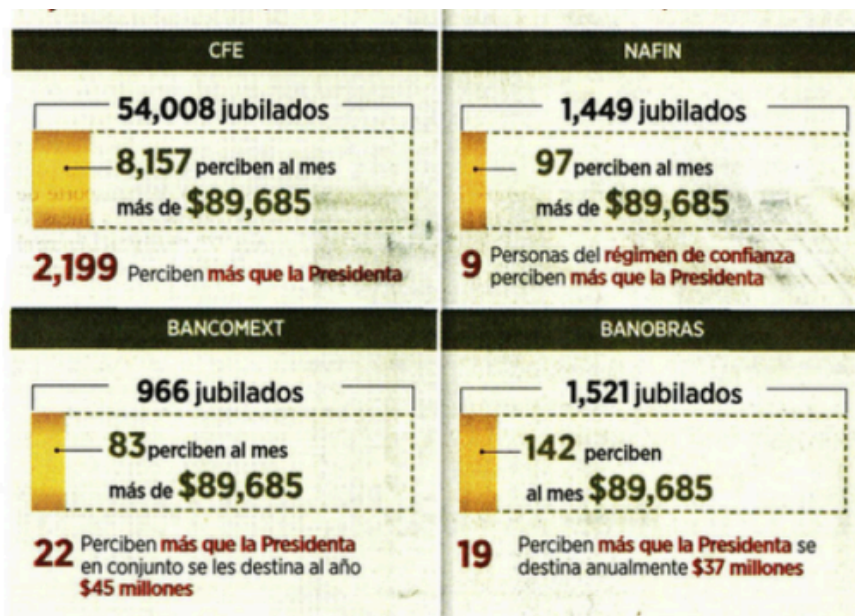 CFE
54,008 jubilados
8,157 perciben al mes
más de $89,685
2,199 Perciben más que la Presidenta
NAFIN
1,449 jubilados
97 perciben al mes
más de $89,685
9 Personas del régimen de confianza
perciben más que la Presidenta
BANCOMEXT
966 jubilados
83 perciben al mes
más de $89,685
22 Perciben más que la Presidenta
en conjunto se les destina al año
$45 millones
BANOBRAS
1,521 jubilados
142 perciben
al mes $89,685
19 Perciben más que la Presidenta se
destina anualmente $37 millones